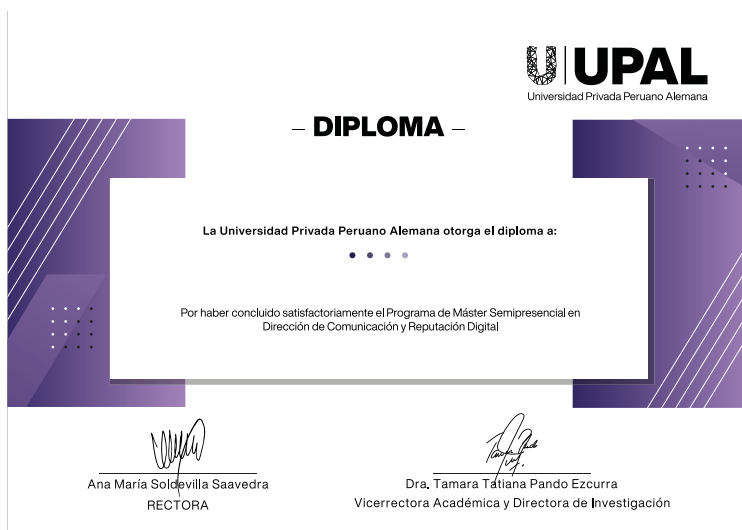 UPAL
Universidad Privada Peruano Alemana
– DIPLOMA –
La Universidad Privada Peruano Alemana otorga el diploma a:
Por haber concluido satisfactoriamente el Programa de Máster Semipresencial en
Dirección de Comunicación y Reputación Digital
Ana María Soldevilla Saavedra
RECTORA
Dra. Tamara Tatiana Pando Ezcurra
Vicerrectora Académica y Directora de Investigación